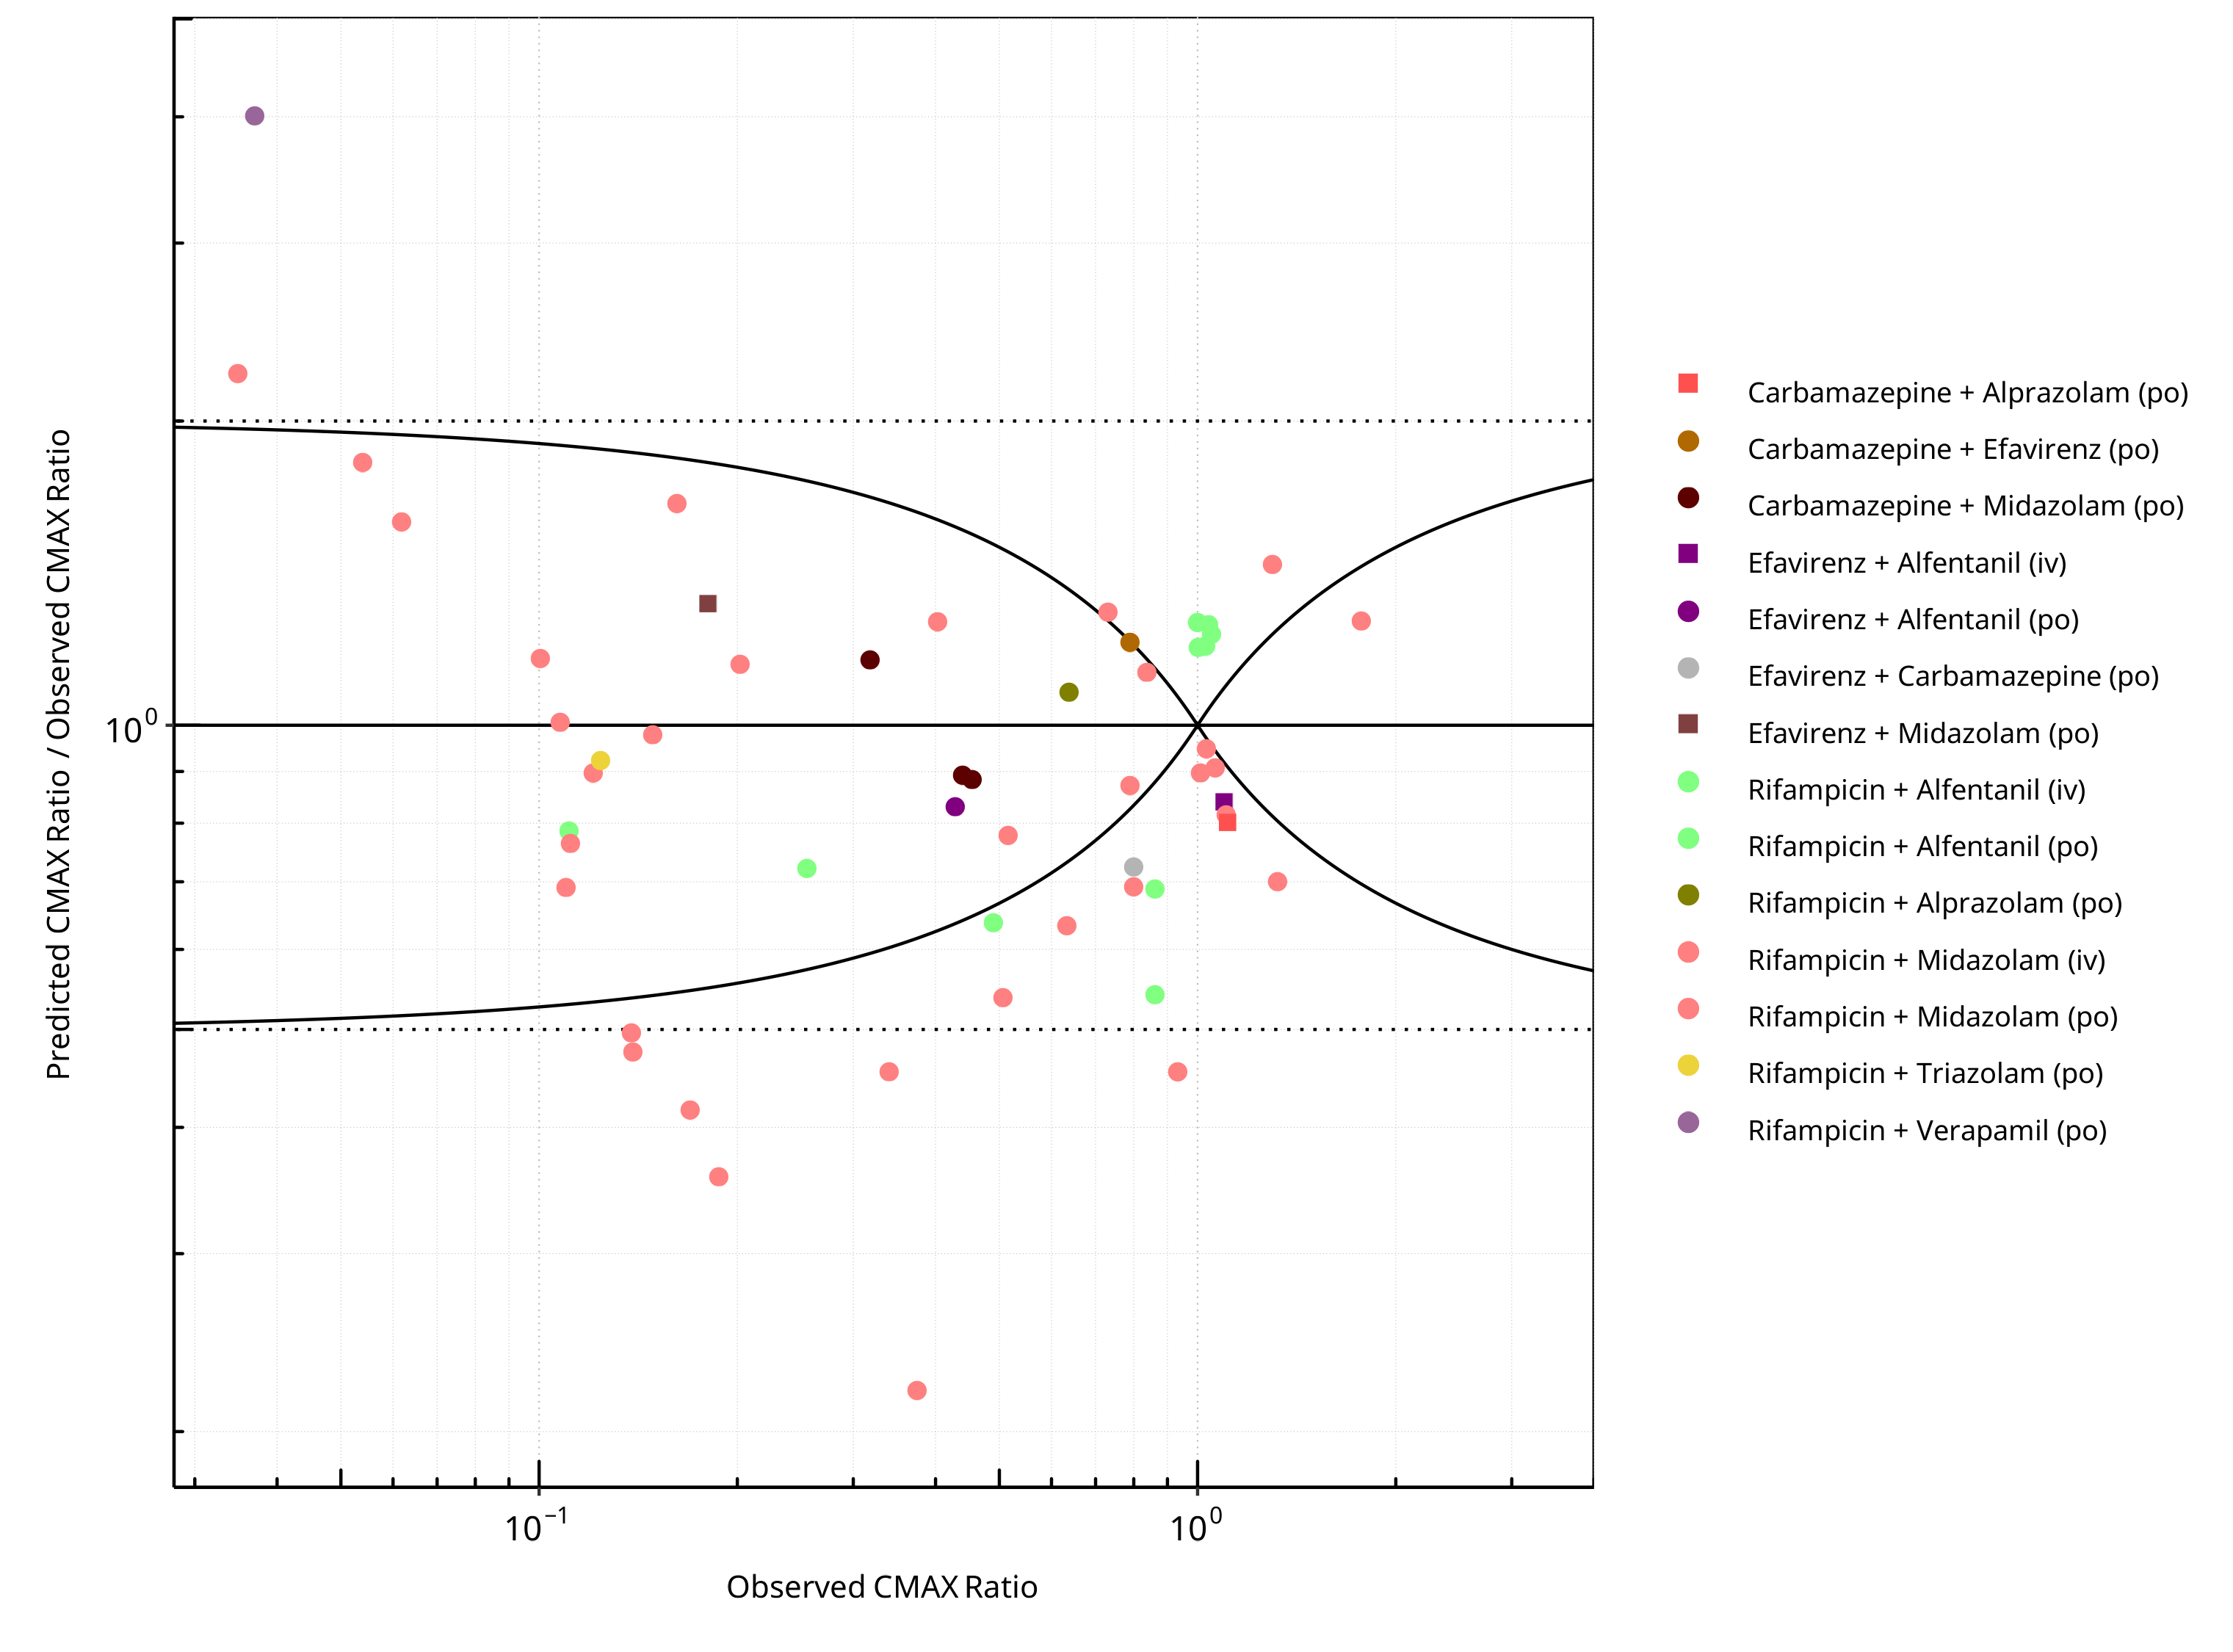 Predicted CMAX Ratio / Observed CMAX Ratio
10⁰
10⁻¹
10⁰
Observed CMAX Ratio
Carbamazepine + Alprazolam (po)
Carbamazepine + Efavirenz (po)
Carbamazepine + Midazolam (po)
Efavirenz + Alfentanil (iv)
Efavirenz + Alfentanil (po)
Efavirenz + Carbamazepine (po)
Efavirenz + Midazolam (po)
Rifampicin + Alfentanil (iv)
Rifampicin + Alfentanil (po)
Rifampicin + Alprazolam (po)
Rifampicin + Midazolam (iv)
Rifampicin + Midazolam (po)
Rifampicin + Triazolam (po)
Rifampicin + Verapamil (po)